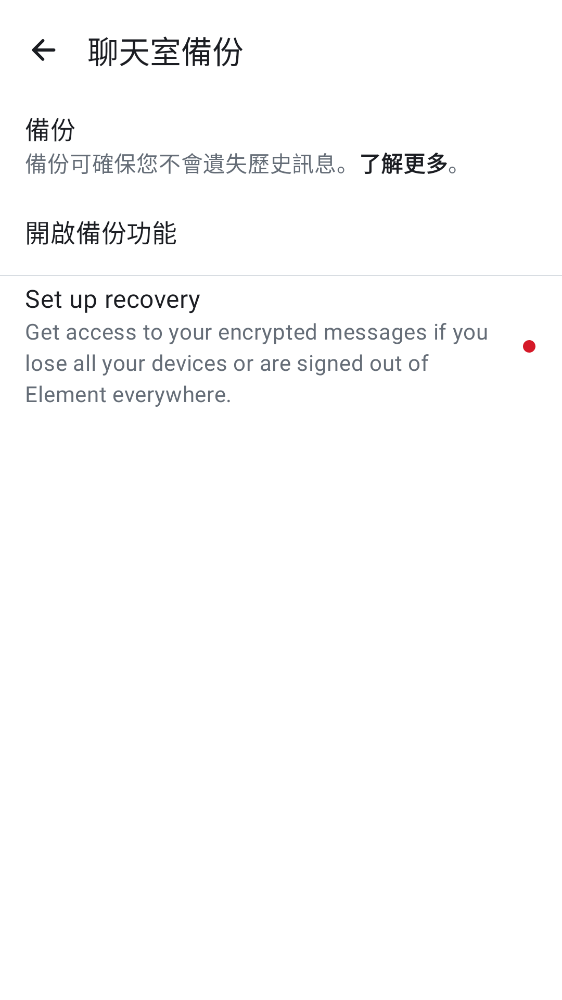 聊天室備份
備份
備份可確保您不會遺失歷史訊息。了解更多。
開啟備份功能
Set up recovery
Get access to your encrypted messages if you
lose all your devices or are signed out of
Element everywhere.